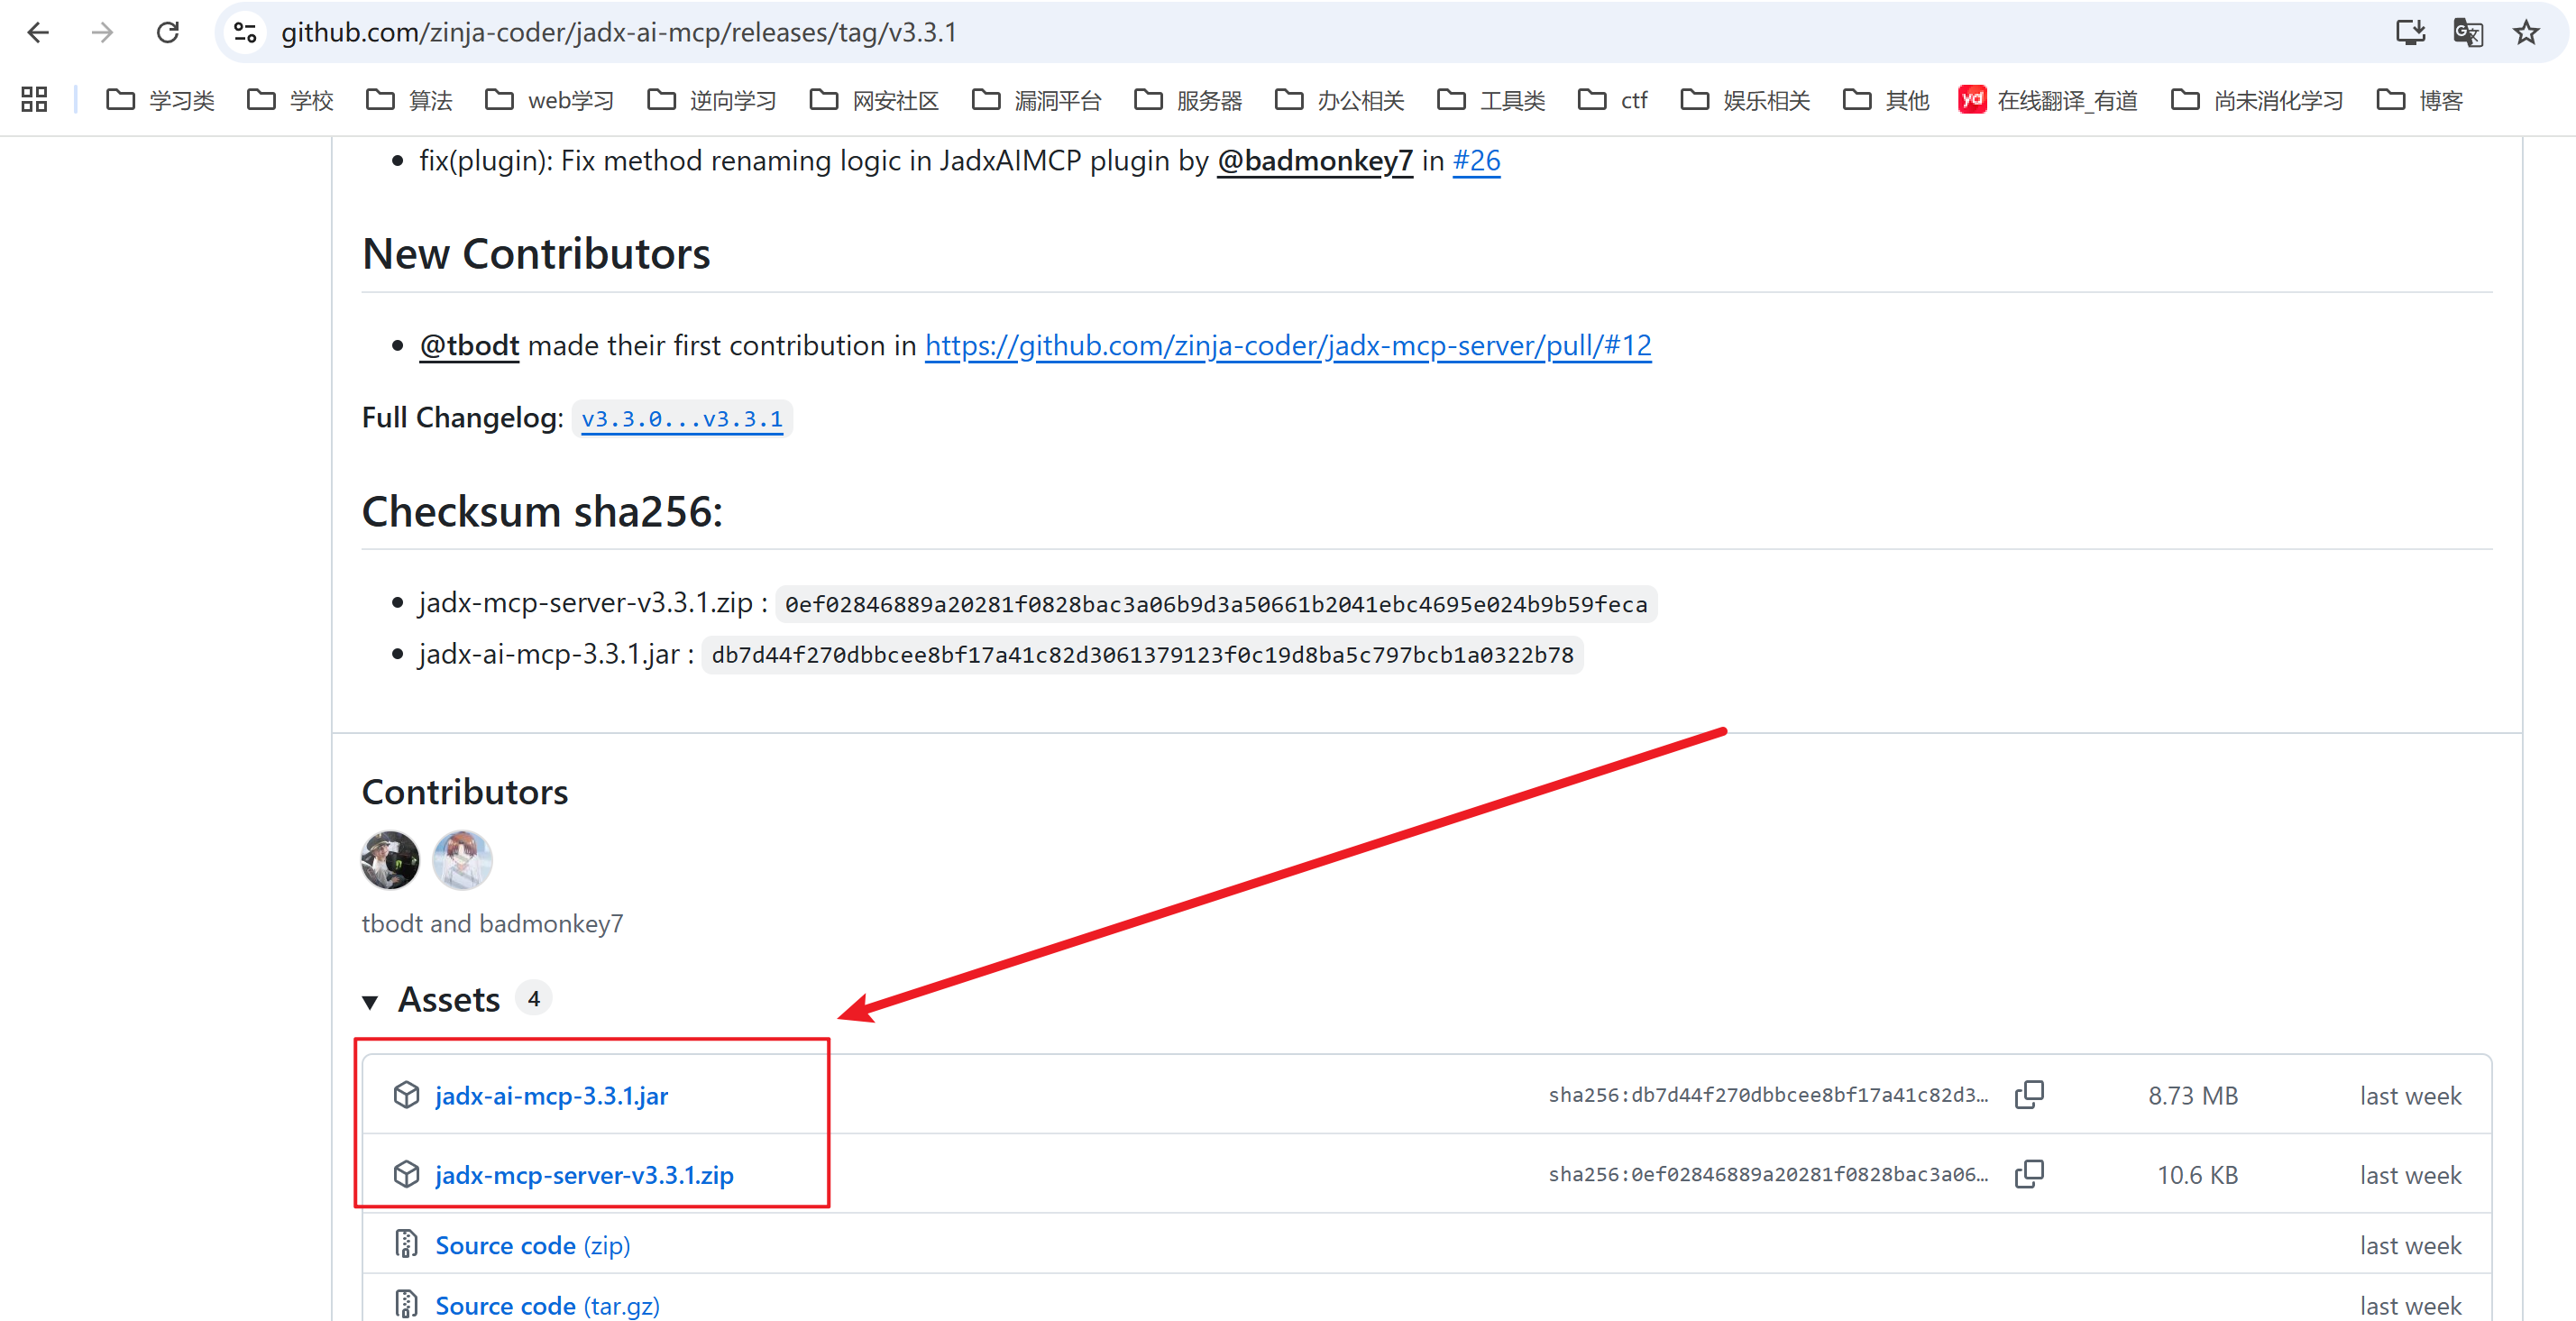 github.com/zinja-coder/jadx-ai-mcp/releases/tag/v3.3.1
学习类 学校 算法 web学习 逆向学习 网安社区 漏洞平台 服务器 办公相关 工具类 ctf 娱乐相关 其他 yd 在线翻译_有道 尚未消化学习 博客
fix(plugin): Fix method renaming logic in JadxAIMCP plugin by @badmonkey7 in #26
New Contributors
@tbodt made their first contribution in https://github.com/zinja-coder/jadx-mcp-server/pull/#12
Full Changelog: v3.3.0...v3.3.1
Checksum sha256:
jadx-mcp-server-v3.3.1.zip : 0ef02846889a20281f0828bac3a06b9d3a50661b2041ebc4695e024b9b59feca
jadx-ai-mcp-3.3.1.jar : db7d44f270dbbcee8bf17a41c82d3061379123f0c19d8ba5c797bcb1a0322b78
Contributors
tbodt and badmonkey7
Assets 4
jadx-ai-mcp-3.3.1.jar sha256:db7d44f270dbbcee8bf17a41c82d3… 8.73 MB last week
jadx-mcp-server-v3.3.1.zip sha256:0ef02846889a20281f0828bac3a06… 10.6 KB last week
Source code (zip) last week
Source code (tar.gz) last week